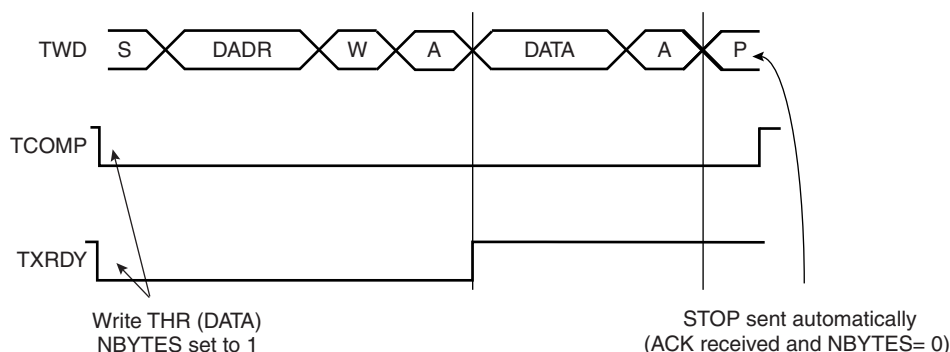 TWD S DADR W A DATA A P
TCOMP
TXRDY
Write THR (DATA)
NBYTES set to 1
STOP sent automatically
(ACK received and NBYTES= 0)